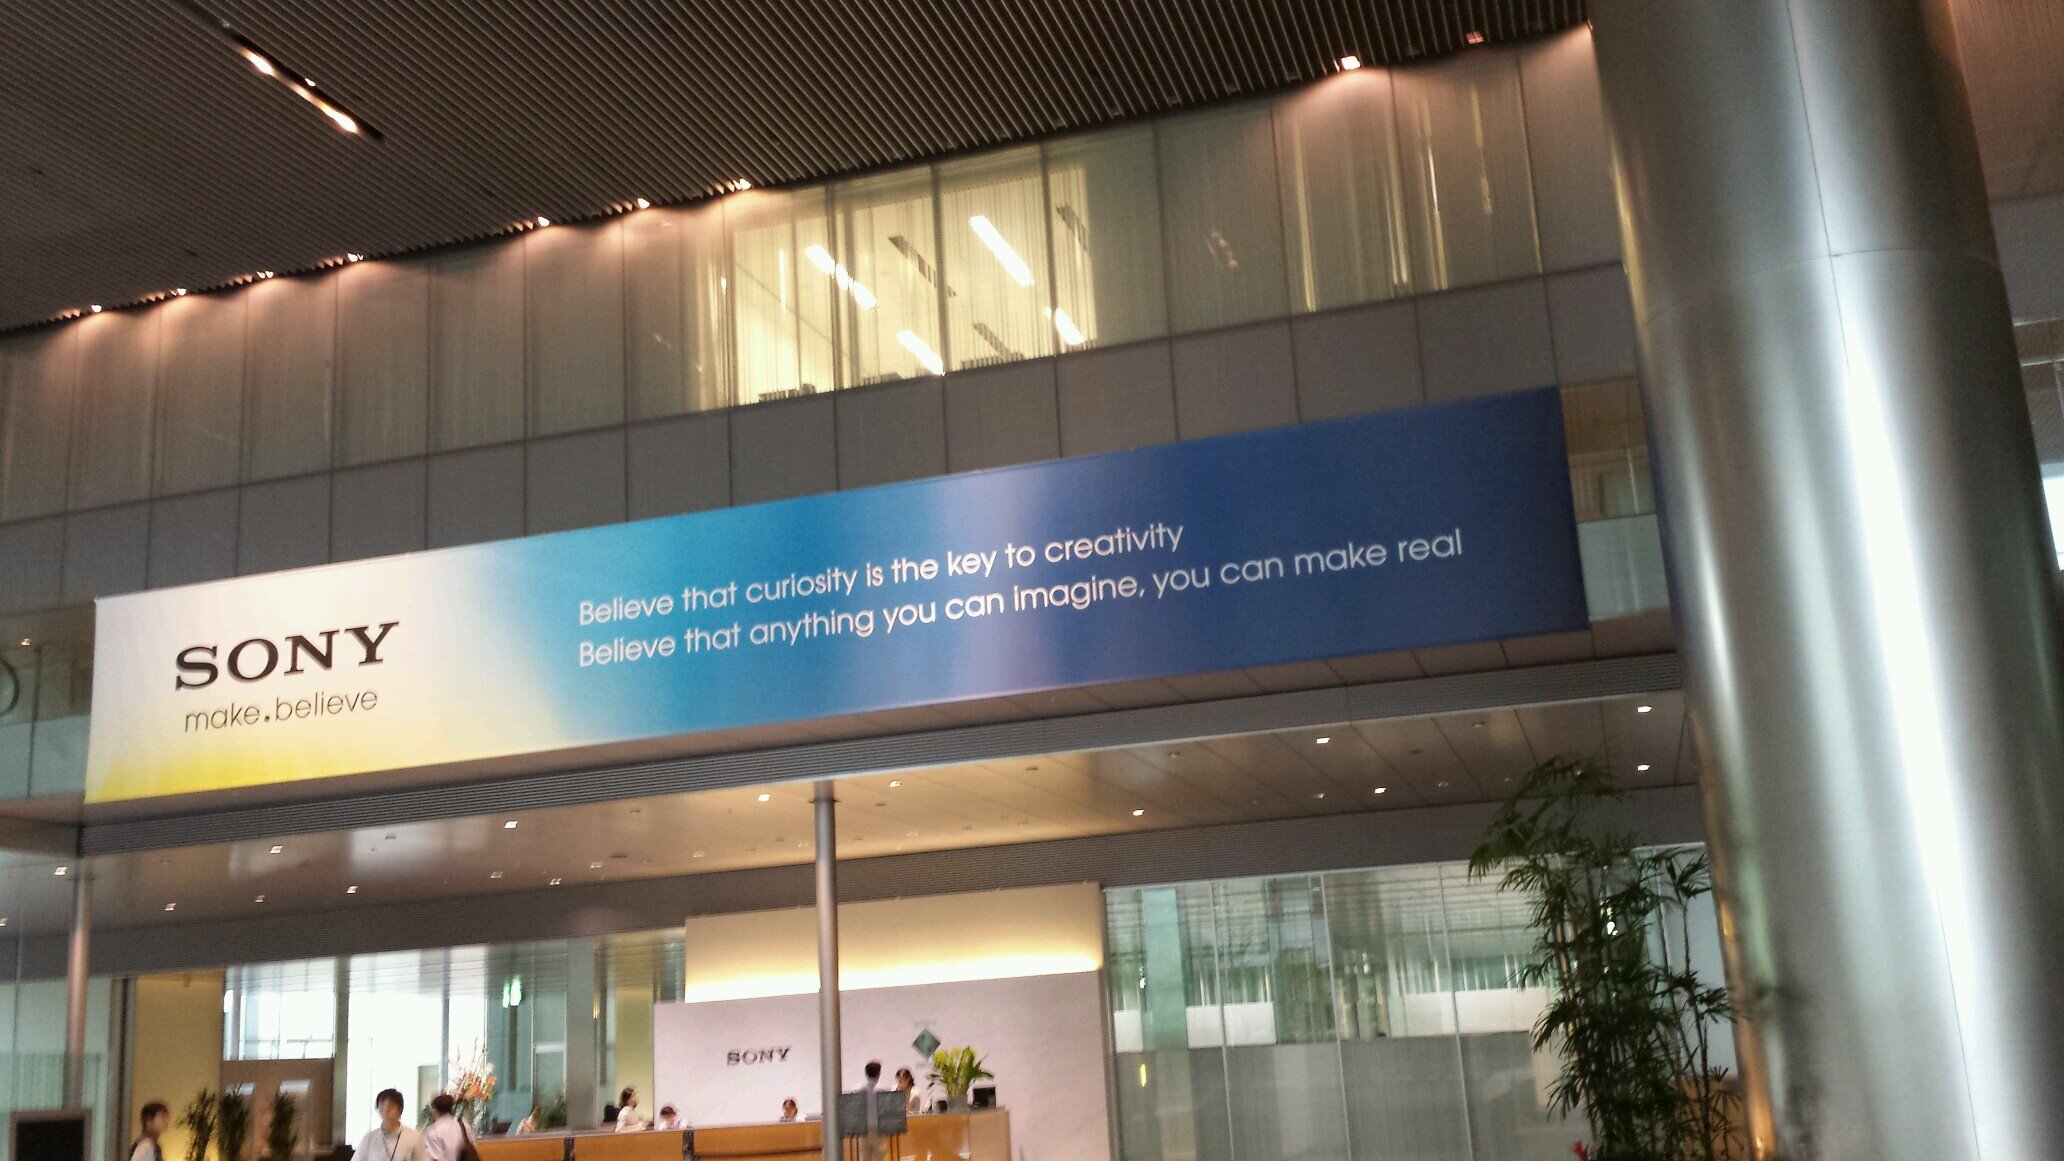 SONY
make.believe
Believe that curiosity is the key to creativity
Believe that anything you can imagine, you can make real
SONY